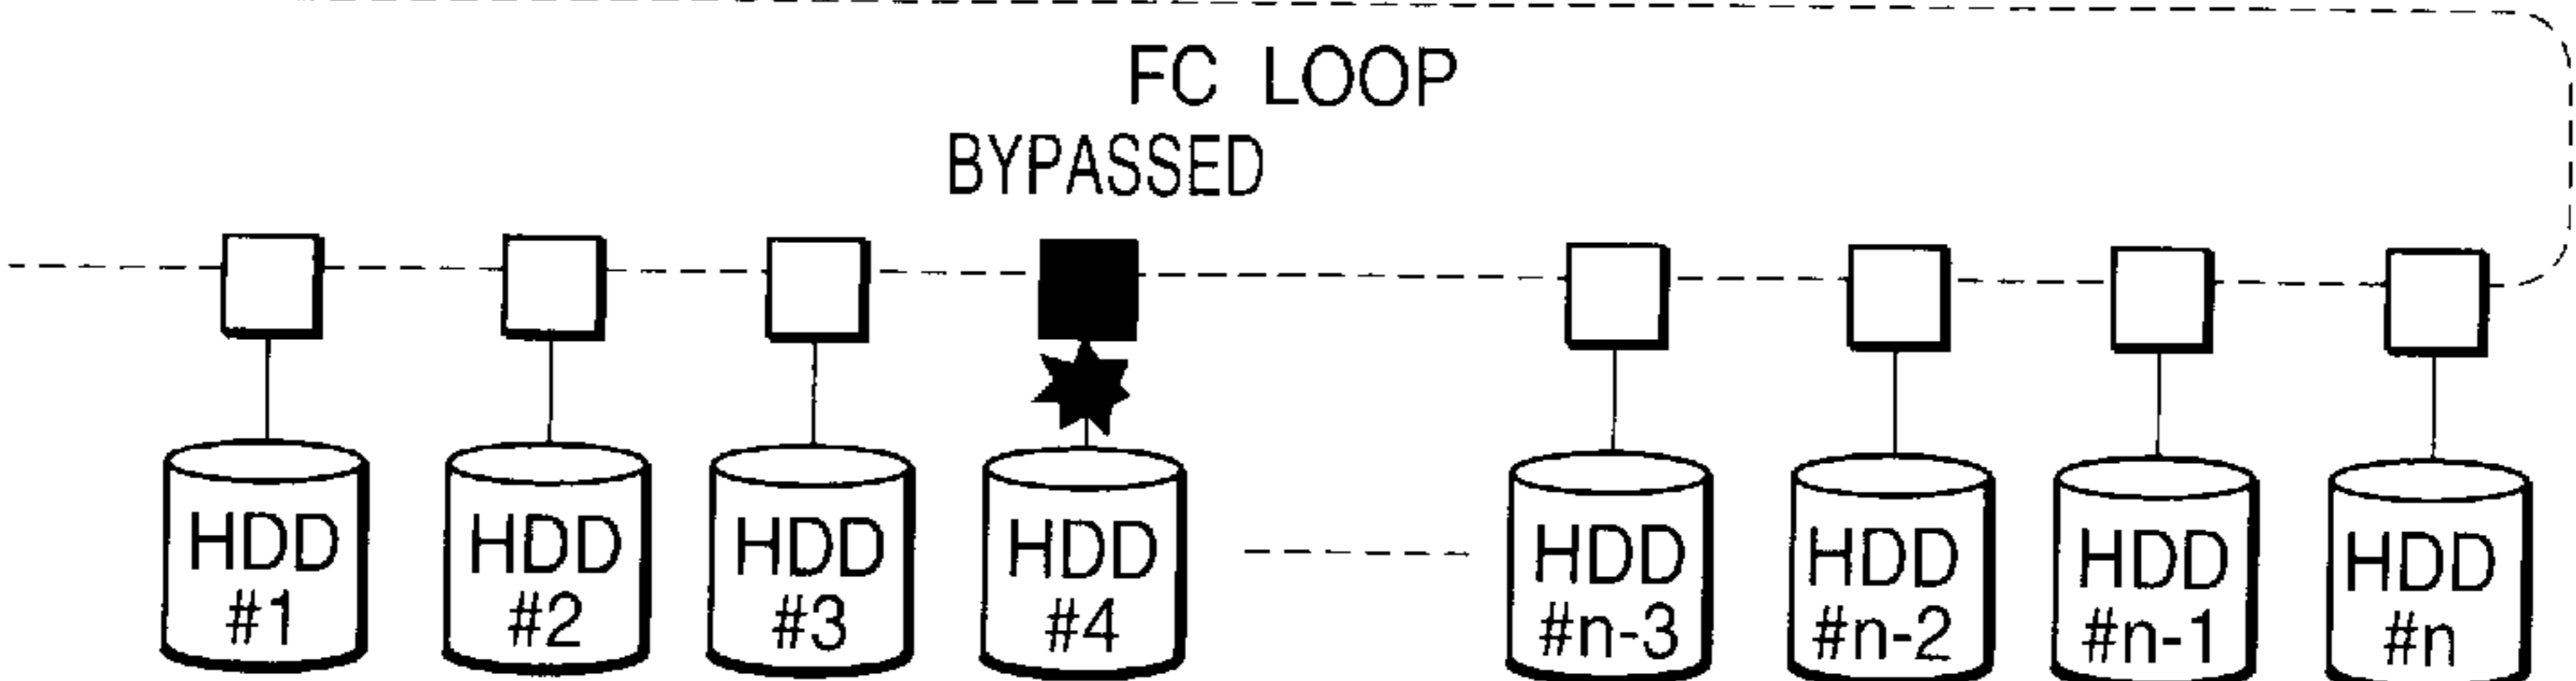 FC LOOP
BYPASSED
HDD #1
HDD #2
HDD #3
HDD #4
HDD #n-3
HDD #n-2
HDD #n-1
HDD #n